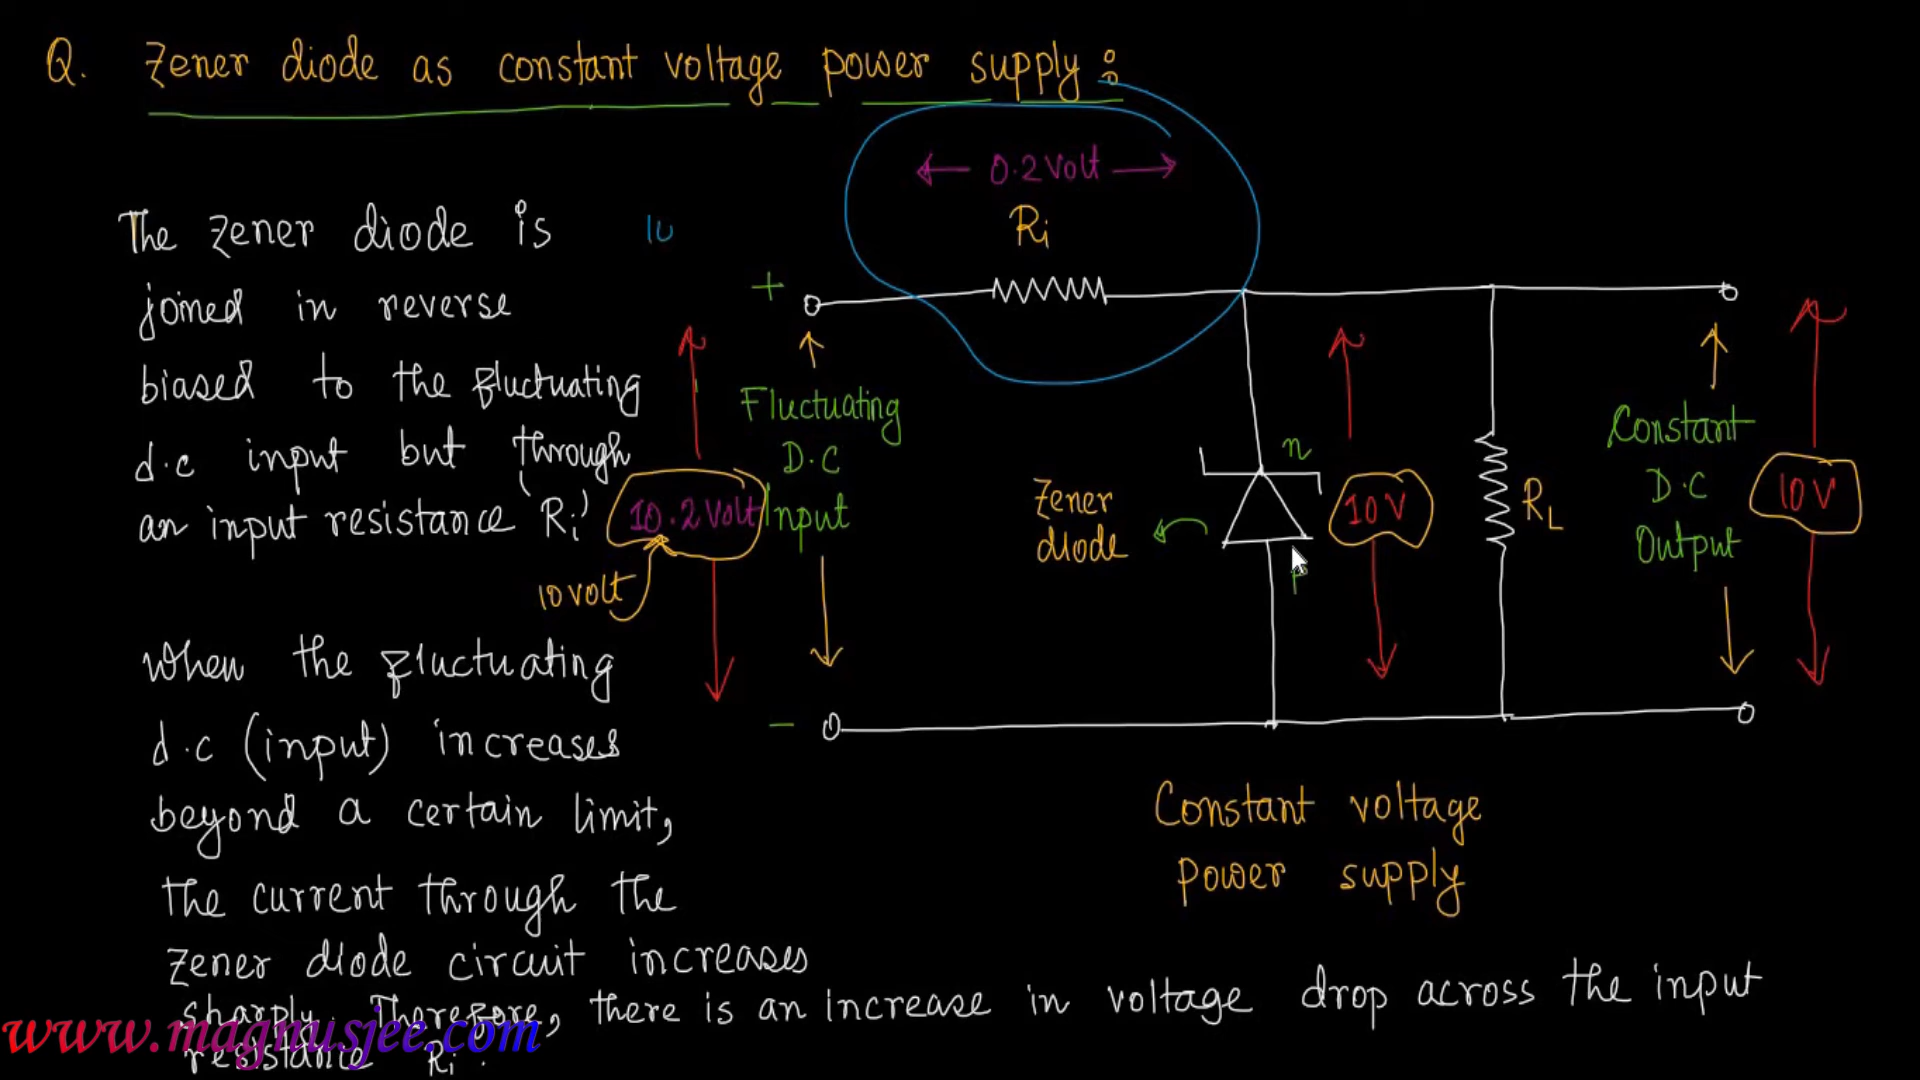 Q. Zener diode as constant voltage power supply :
0.2 Volt
Ri
The Zener diode is
joined in reverse
biased to the fluctuating
d.c input but through
an input resistance 'Ri'
10
+
Fluctuating
D.C
Input
10.2 Volt
10 volt
-
n
Zener
diode
p
10 V
RL
Constant
D.C
Output
10 V
When the fluctuating
d.c (input) increases
beyond a certain limit,
the current through the
Zener diode circuit increases
sharply. Therefore, there is an increase in voltage drop across the input
resistance Ri.
Constant voltage
power supply
www.magnusjee.com